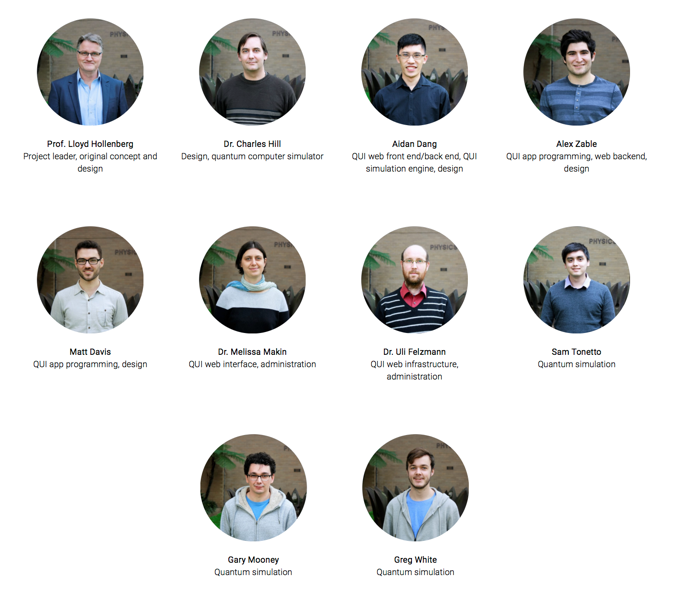 Prof. Lloyd Hollenberg
Project leader, original concept and
design
Dr. Charles Hill
Design, quantum computer simulator
Aidan Dang
QUI web front end/back end, QUI
simulation engine, design
Alex Zable
QUI app programming, web backend,
design
Matt Davis
QUI app programming, design
Dr. Melissa Makin
QUI web interface, administration
Dr. Uli Felzmann
QUI web infrastructure,
administration
Sam Tonetto
Quantum simulation
Gary Mooney
Quantum simulation
Greg White
Quantum simulation